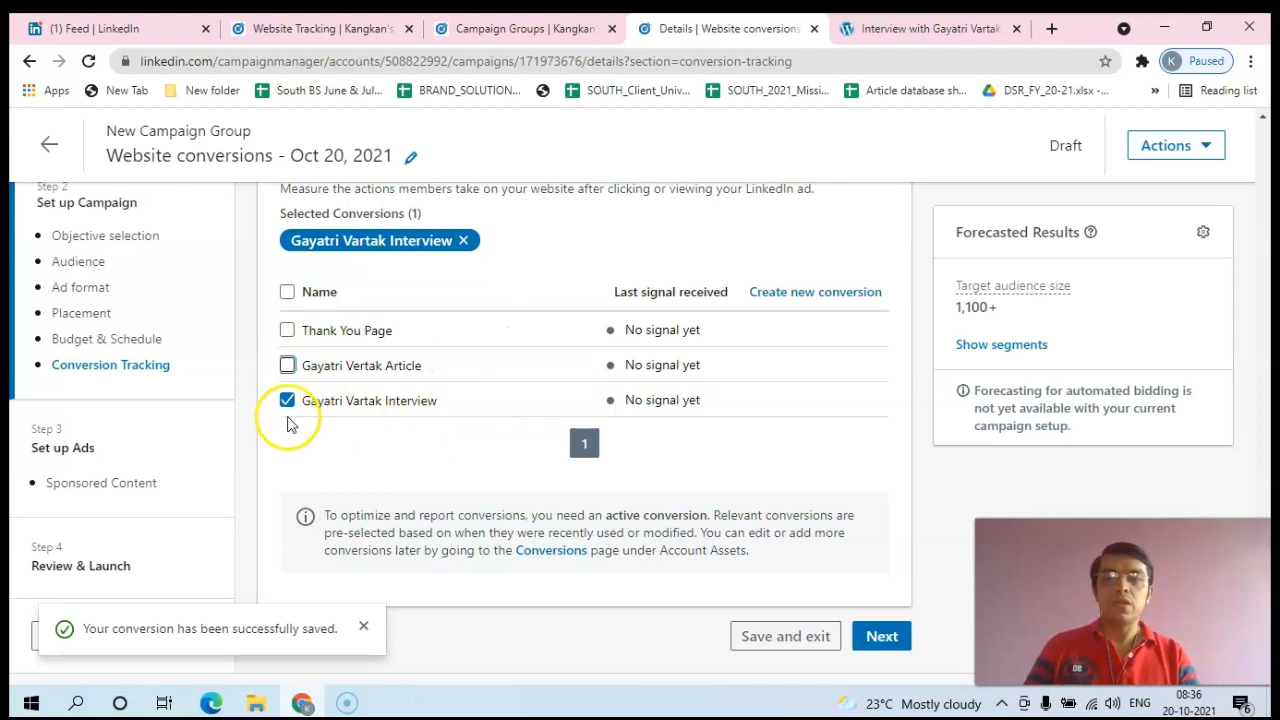 (1) Feed | LinkedIn
Website Tracking | Kangkan's
Campaign Groups | Kangkan
Details | Website conversions
Interview with Gayatri Vartak
linkedin.com/campaignmanager/accounts/508822992/campaigns/171973676/details?section=conversion-tracking
K Paused
Apps
New Tab
New folder
South BS June & Jul...
BRAND_SOLUTION...
SOUTH_Client_Univ...
SOUTH_2021_Missi...
Article database sh...
DSR_FY_20-21.xlsx -...
»
Reading list
New Campaign Group
Website conversions - Oct 20, 2021
Draft
Actions
Step 2
Set up Campaign
Objective selection
Audience
Ad format
Placement
Budget & Schedule
Conversion Tracking
Step 3
Set up Ads
Sponsored Content
Step 4
Review & Launch
Measure the actions members take on your website after clicking or viewing your LinkedIn ad.
Selected Conversions (1)
Gayatri Vartak Interview ×
Name Last signal received Create new conversion
Thank You Page No signal yet
Gayatri Vertak Article No signal yet
Gayatri Vartak Interview No signal yet
1
To optimize and report conversions, you need an active conversion. Relevant conversions are
pre-selected based on when they were recently used or modified. You can edit or add more
conversions later by going to the Conversions page under Account Assets.
Save and exit
Next
Forecasted Results
Target audience size
1,100+
Show segments
Forecasting for automated bidding is
not yet available with your current
campaign setup.
Your conversion has been successfully saved.
DE
23°C Mostly cloudy
ENG
08:36
20-10-2021
6